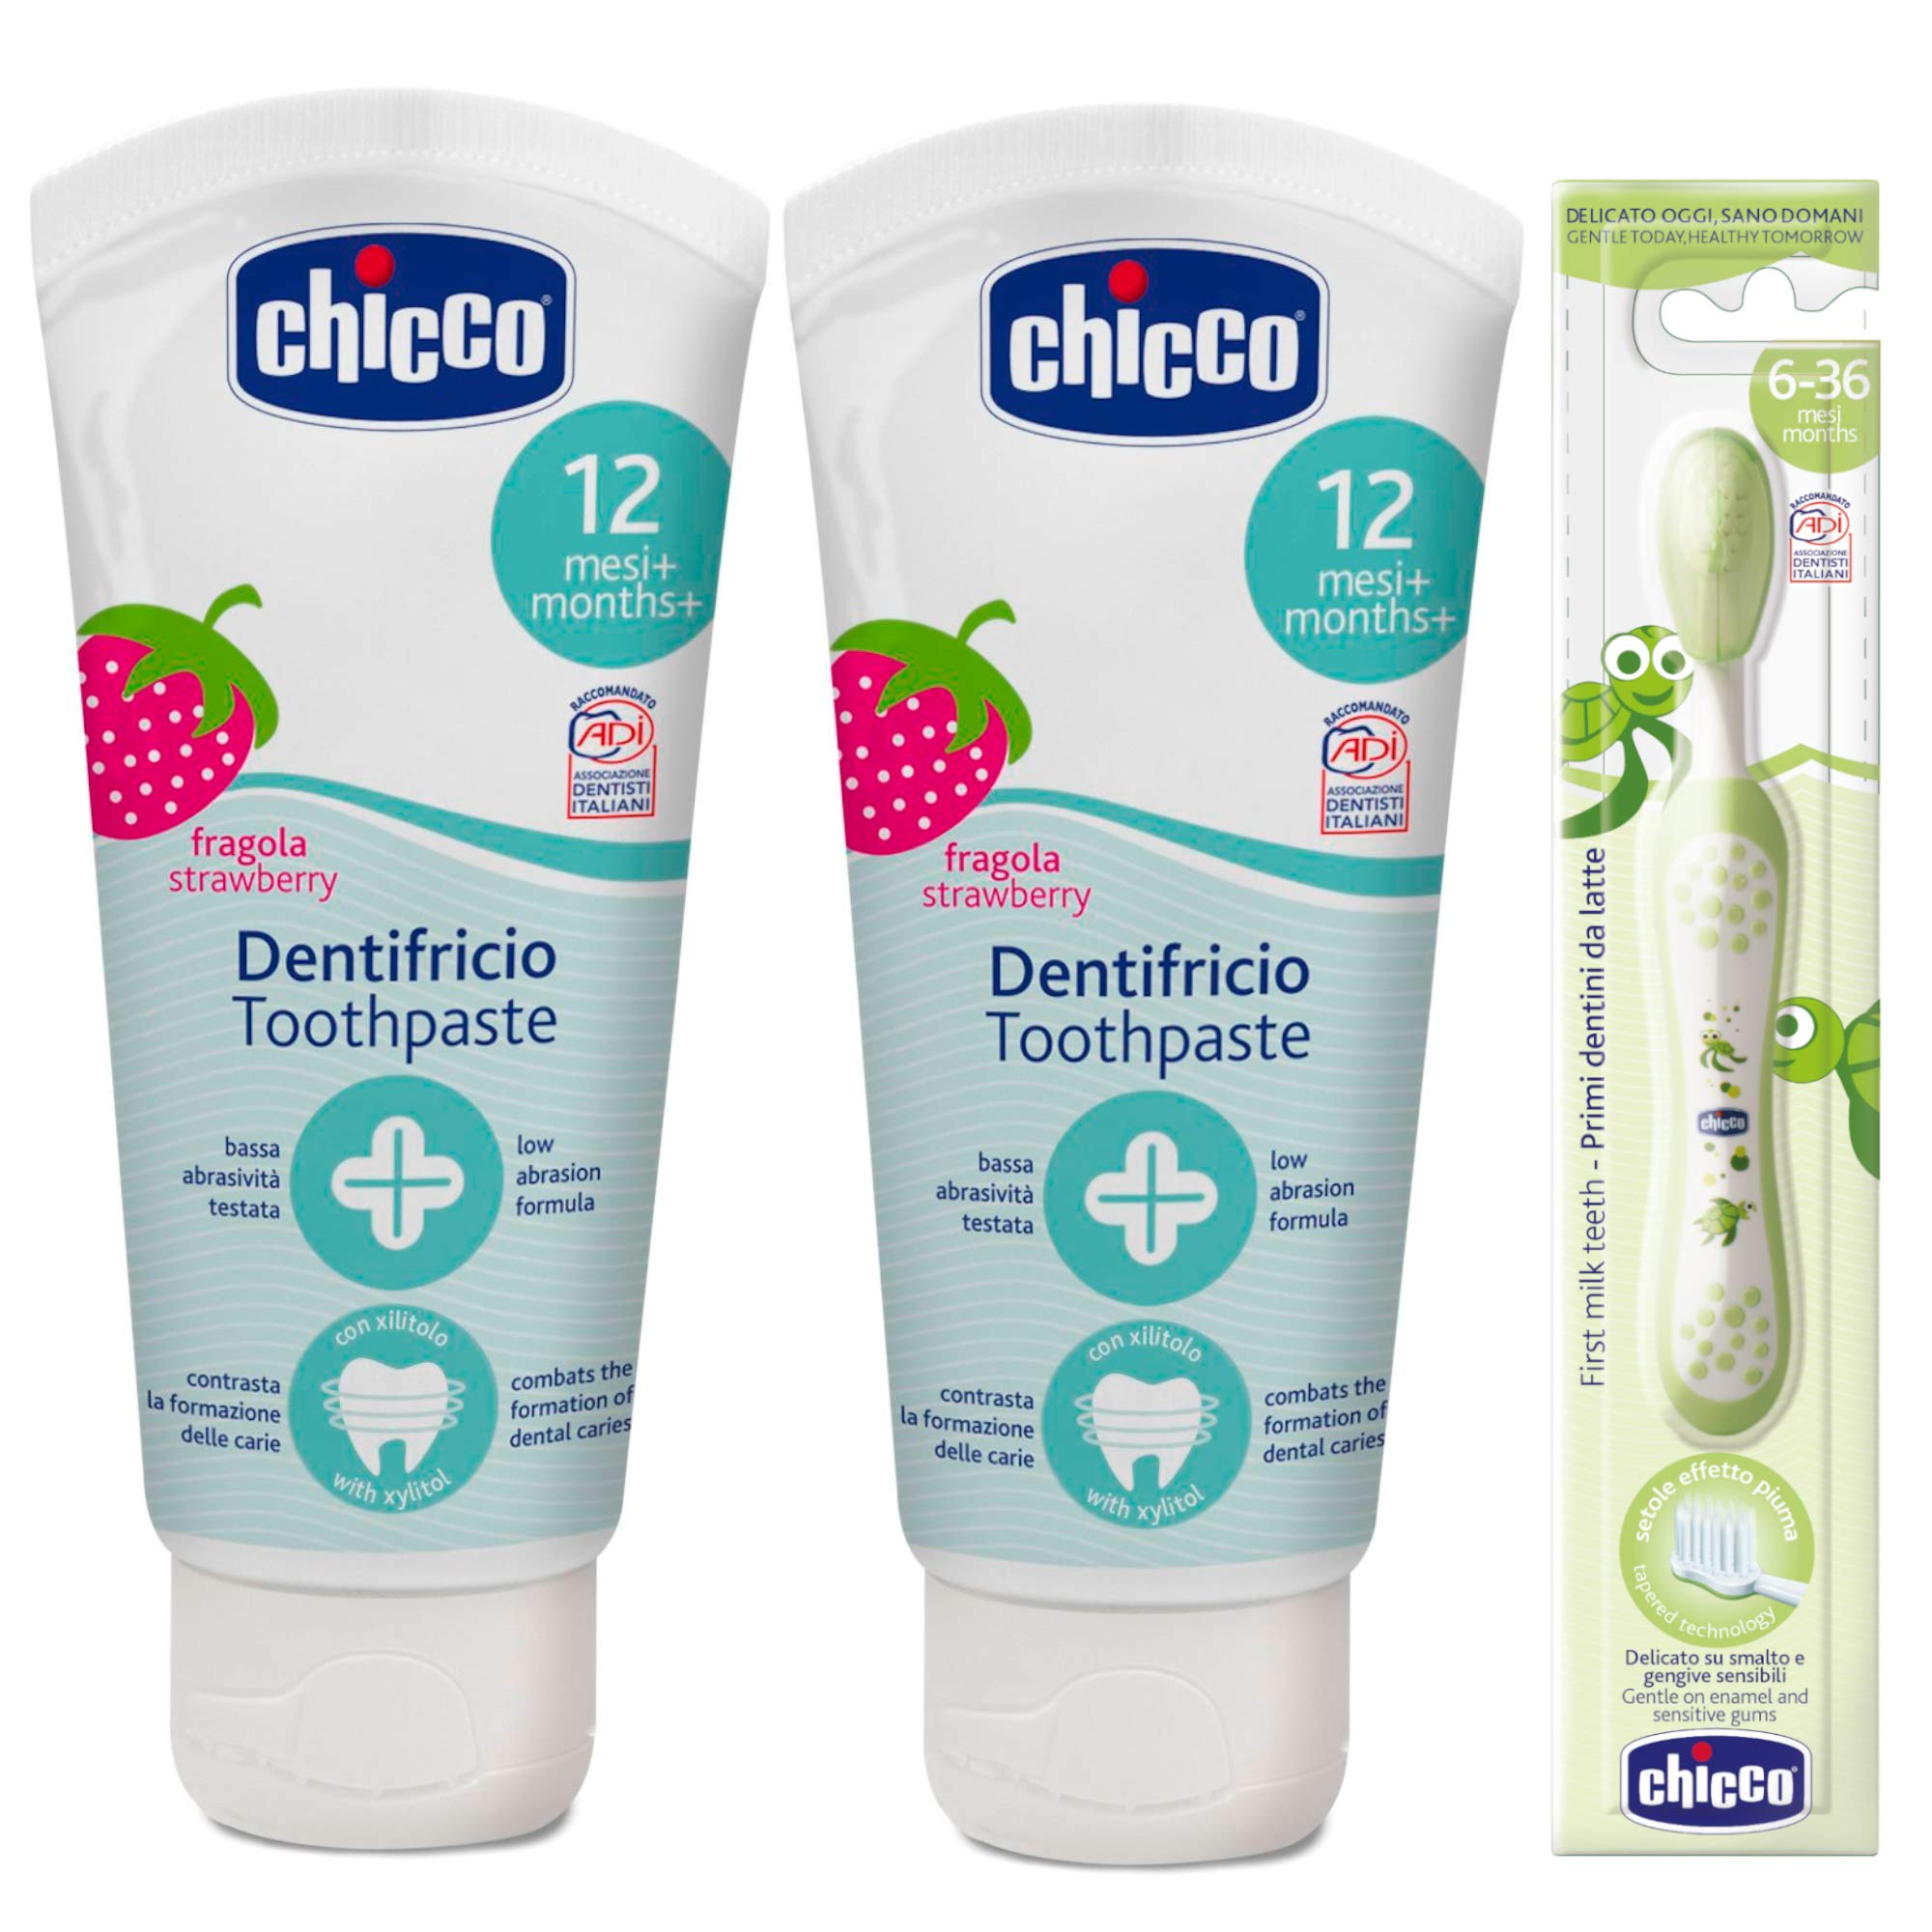 chicco
12
mesi+
months+
RACCOMANDATO
ADi
ASSOCIAZIONE
DENTISTI
ITALIANI
fragola
strawberry
Dentifricio
Toothpaste
bassa
abrasività
testata
low
abrasion
formula
con xilitolo
contrasta
la formazione
delle carie
combats the
formation of
dental caries
with xylitol
chicco
12
mesi+
months+
RACCOMANDATO
ADi
ASSOCIAZIONE
DENTISTI
ITALIANI
fragola
strawberry
Dentifricio
Toothpaste
bassa
abrasività
testata
low
abrasion
formula
con xilitolo
contrasta
la formazione
delle carie
combats the
formation of
dental caries
with xylitol
DELICATO OGGI, SANO DOMANI
GENTLE TODAY, HEALTHY TOMORROW
6-36
mesi
months
RACCOMANDATO
ADi
ASSOCIAZIONE
DENTISTI
ITALIANI
First milk teeth - Primi dentini da latte
chicco
setole effetto piuma
tapered technology
Delicato su smalto e
gengive sensibili
Gentle on enamel and
sensitive gums
chicco